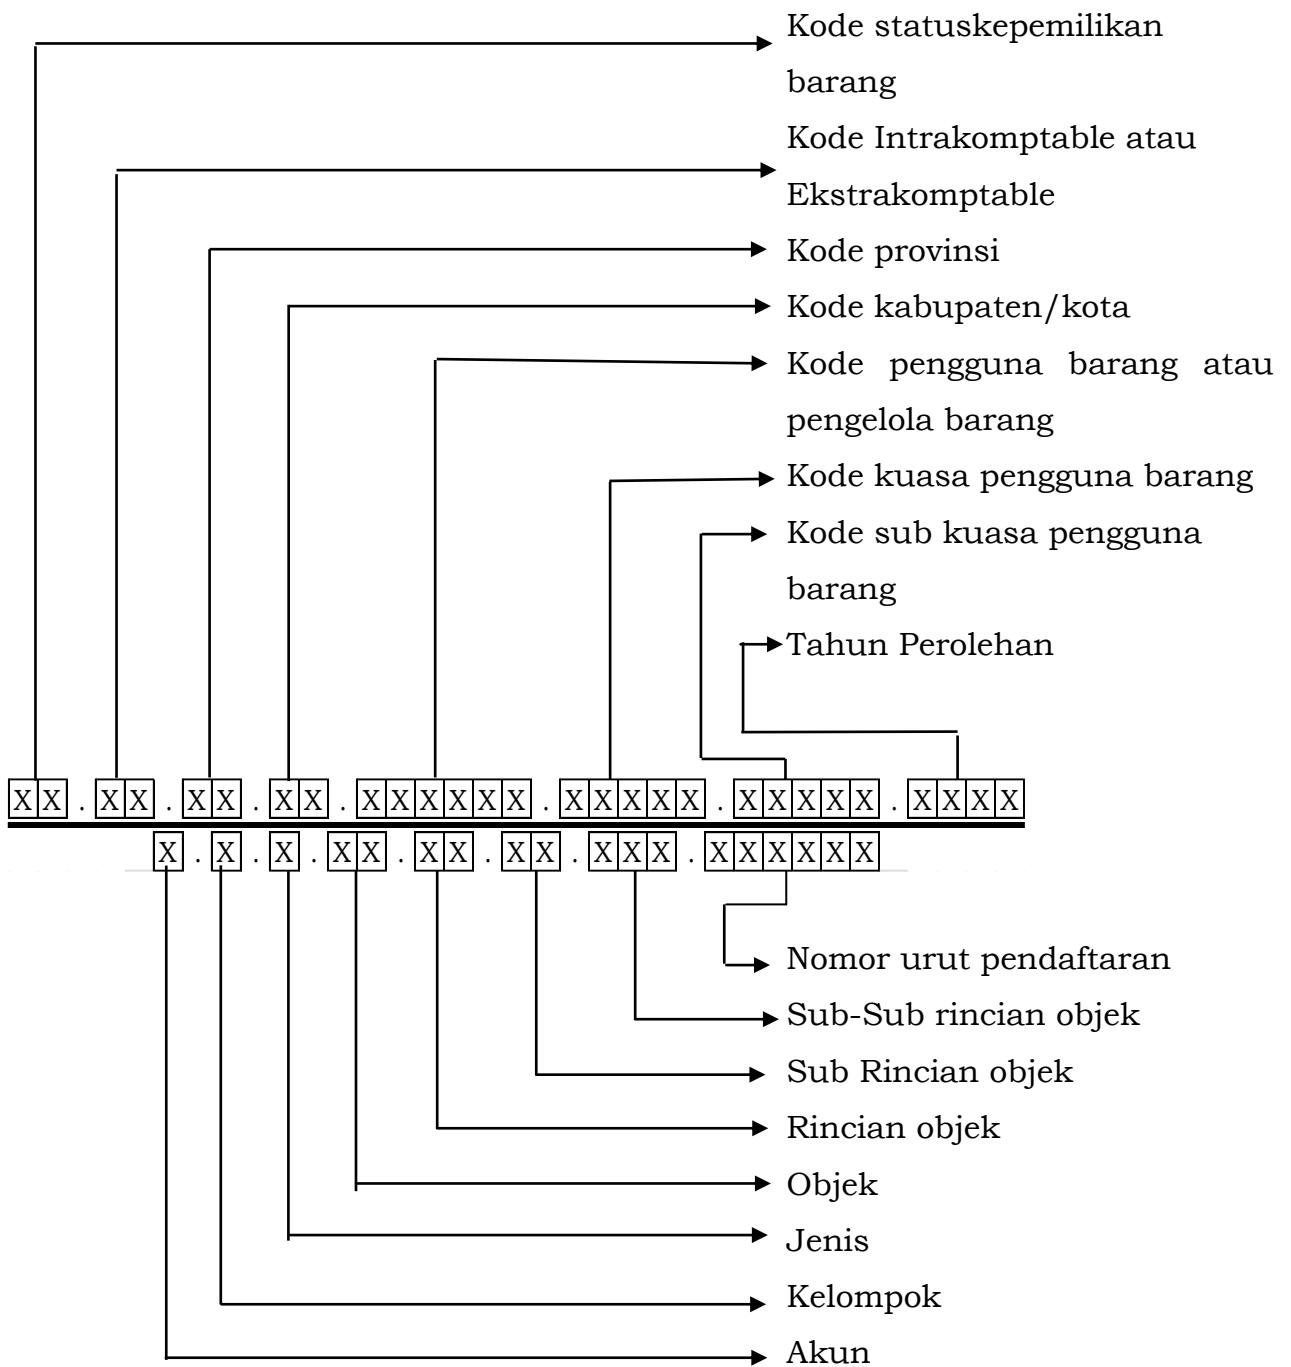 Kode statuskepemilikan
barang
Kode Intrakomptable atau
Ekstrakomptable
Kode provinsi
Kode kabupaten/kota
Kode pengguna barang atau
pengelola barang
Kode kuasa pengguna barang
Kode sub kuasa pengguna
barang
Tahun Perolehan
XX.XX.XX.XX.XXXXXX.XXXXX.XXXXX.XXXX
X.X.X.XX.XX.XX.XXX.XXXXXX
Nomor urut pendaftaran
Sub-Sub rincian objek
Sub Rincian objek
Rincian objek
Objek
Jenis
Kelompok
Akun